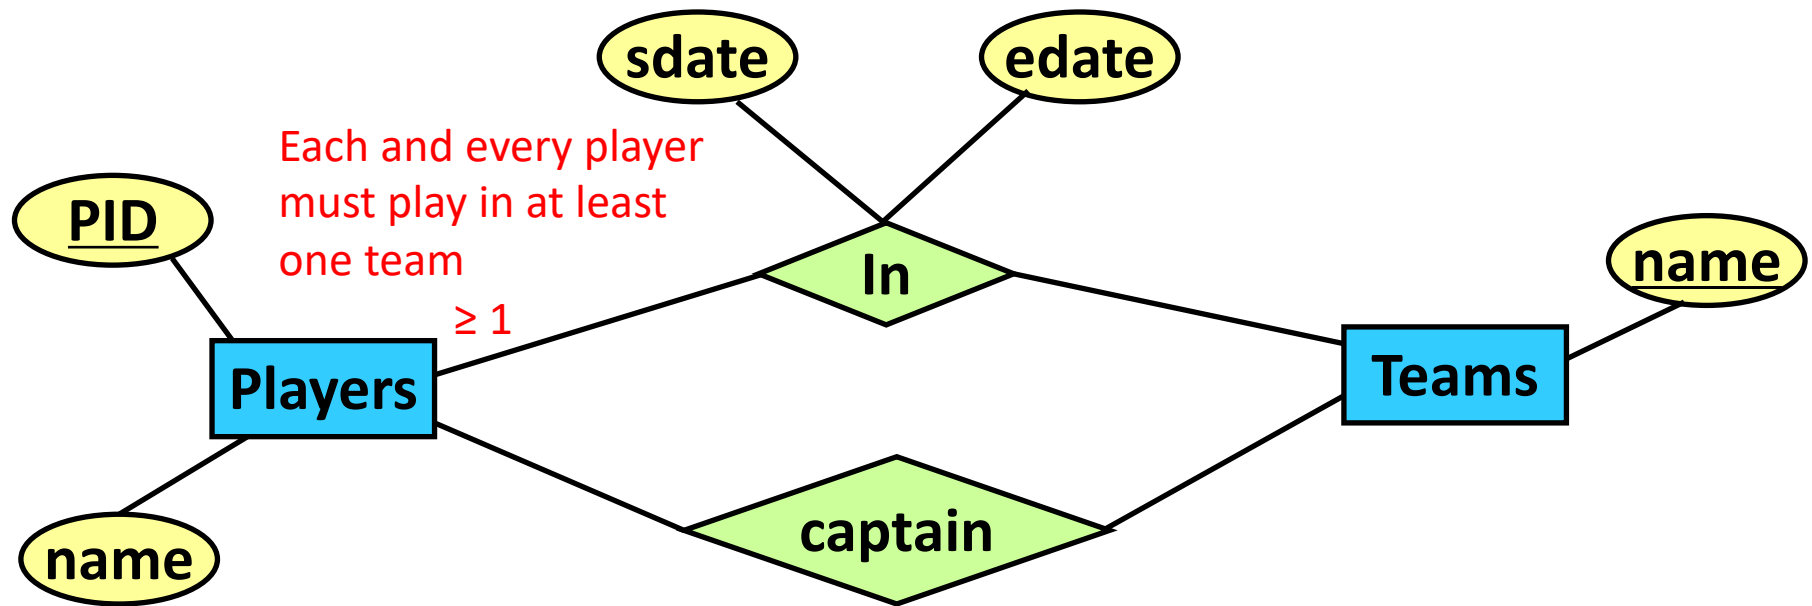 sdate
edate
Each and every player
must play in at least
one team
≥ 1
PID
In
name
Players
Teams
captain
name